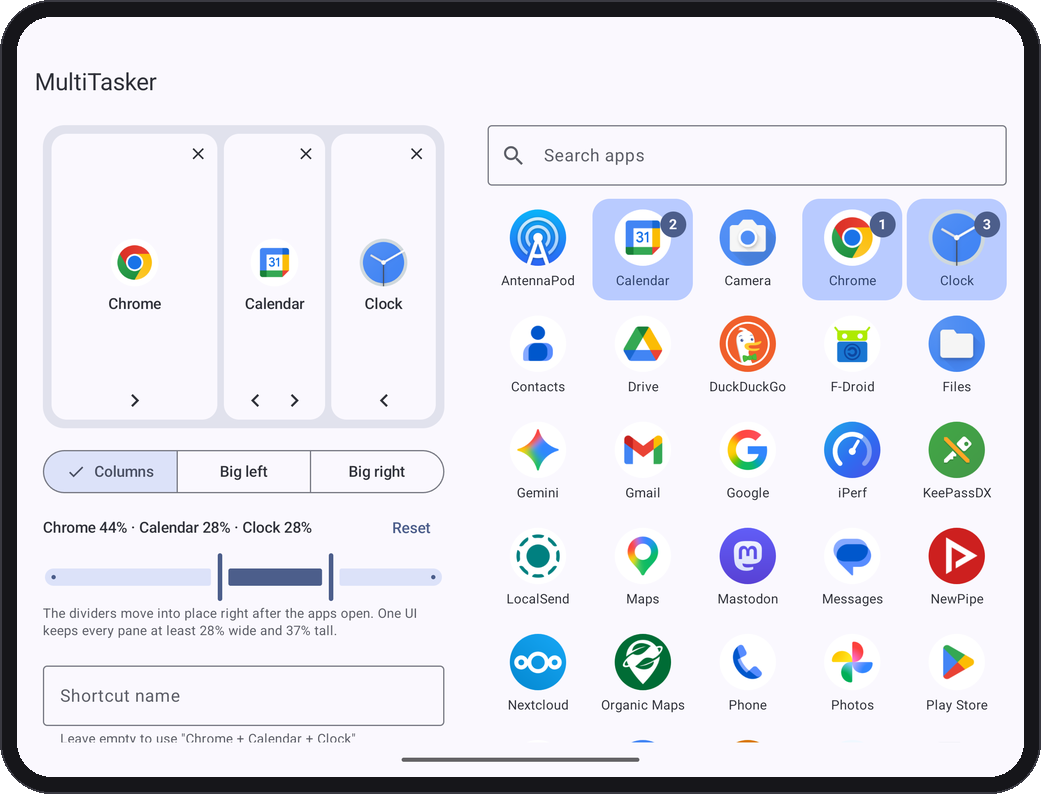 MultiTasker
Chrome
31
Calendar
Clock
Columns
Big left
Big right
Chrome 44% · Calendar 28% · Clock 28%
Reset
The dividers move into place right after the apps open. One UI
keeps every pane at least 28% wide and 37% tall.
Shortcut name
Leave empty to use "Chrome + Calendar + Clock"
Search apps
AntennaPod
31
2
Calendar
Camera
1
Chrome
3
Clock
Contacts
Drive
DuckDuckGo
F-Droid
Files
Gemini
Gmail
Google
iPerf
KeePassDX
LocalSend
Maps
Mastodon
Messages
NewPipe
Nextcloud
Organic Maps
Phone
Photos
Play Store